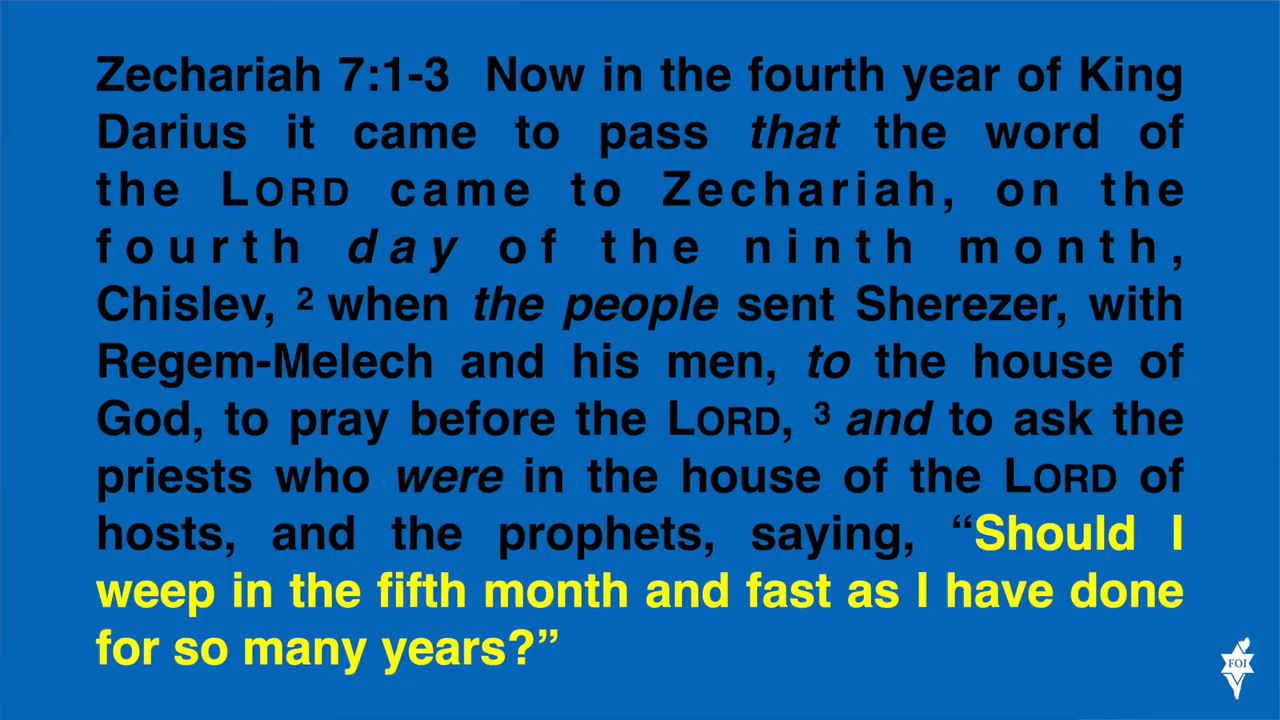 Zechariah 7:1-3 Now in the fourth year of King
Darius it came to pass that the word of
the LORD came to Zechariah, on the
fourth day of the ninth month,
Chislev, ² when the people sent Sherezer, with
Regem-Melech and his men, to the house of
God, to pray before the LORD, ³ and to ask the
priests who were in the house of the LORD of
hosts, and the prophets, saying, “Should I
weep in the fifth month and fast as I have done
for so many years?”
FOI